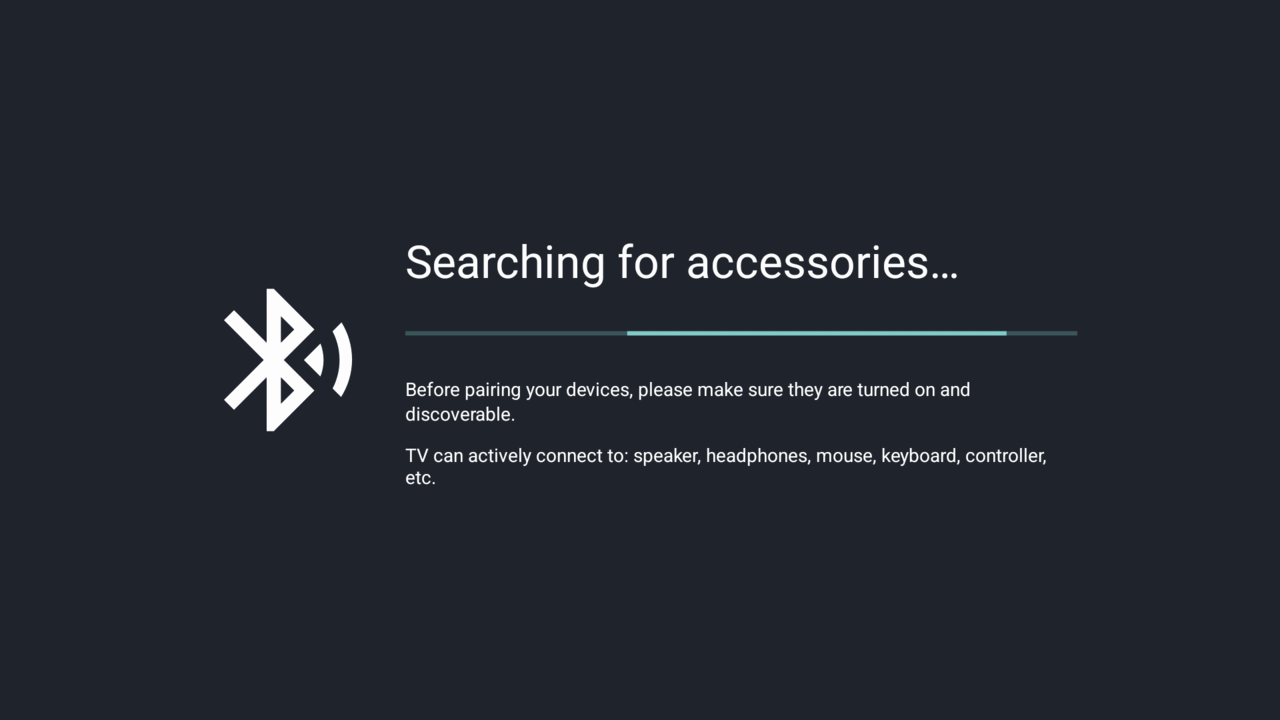 Searching for accessories…
Before pairing your devices, please make sure they are turned on and
discoverable.
TV can actively connect to: speaker, headphones, mouse, keyboard, controller,
etc.